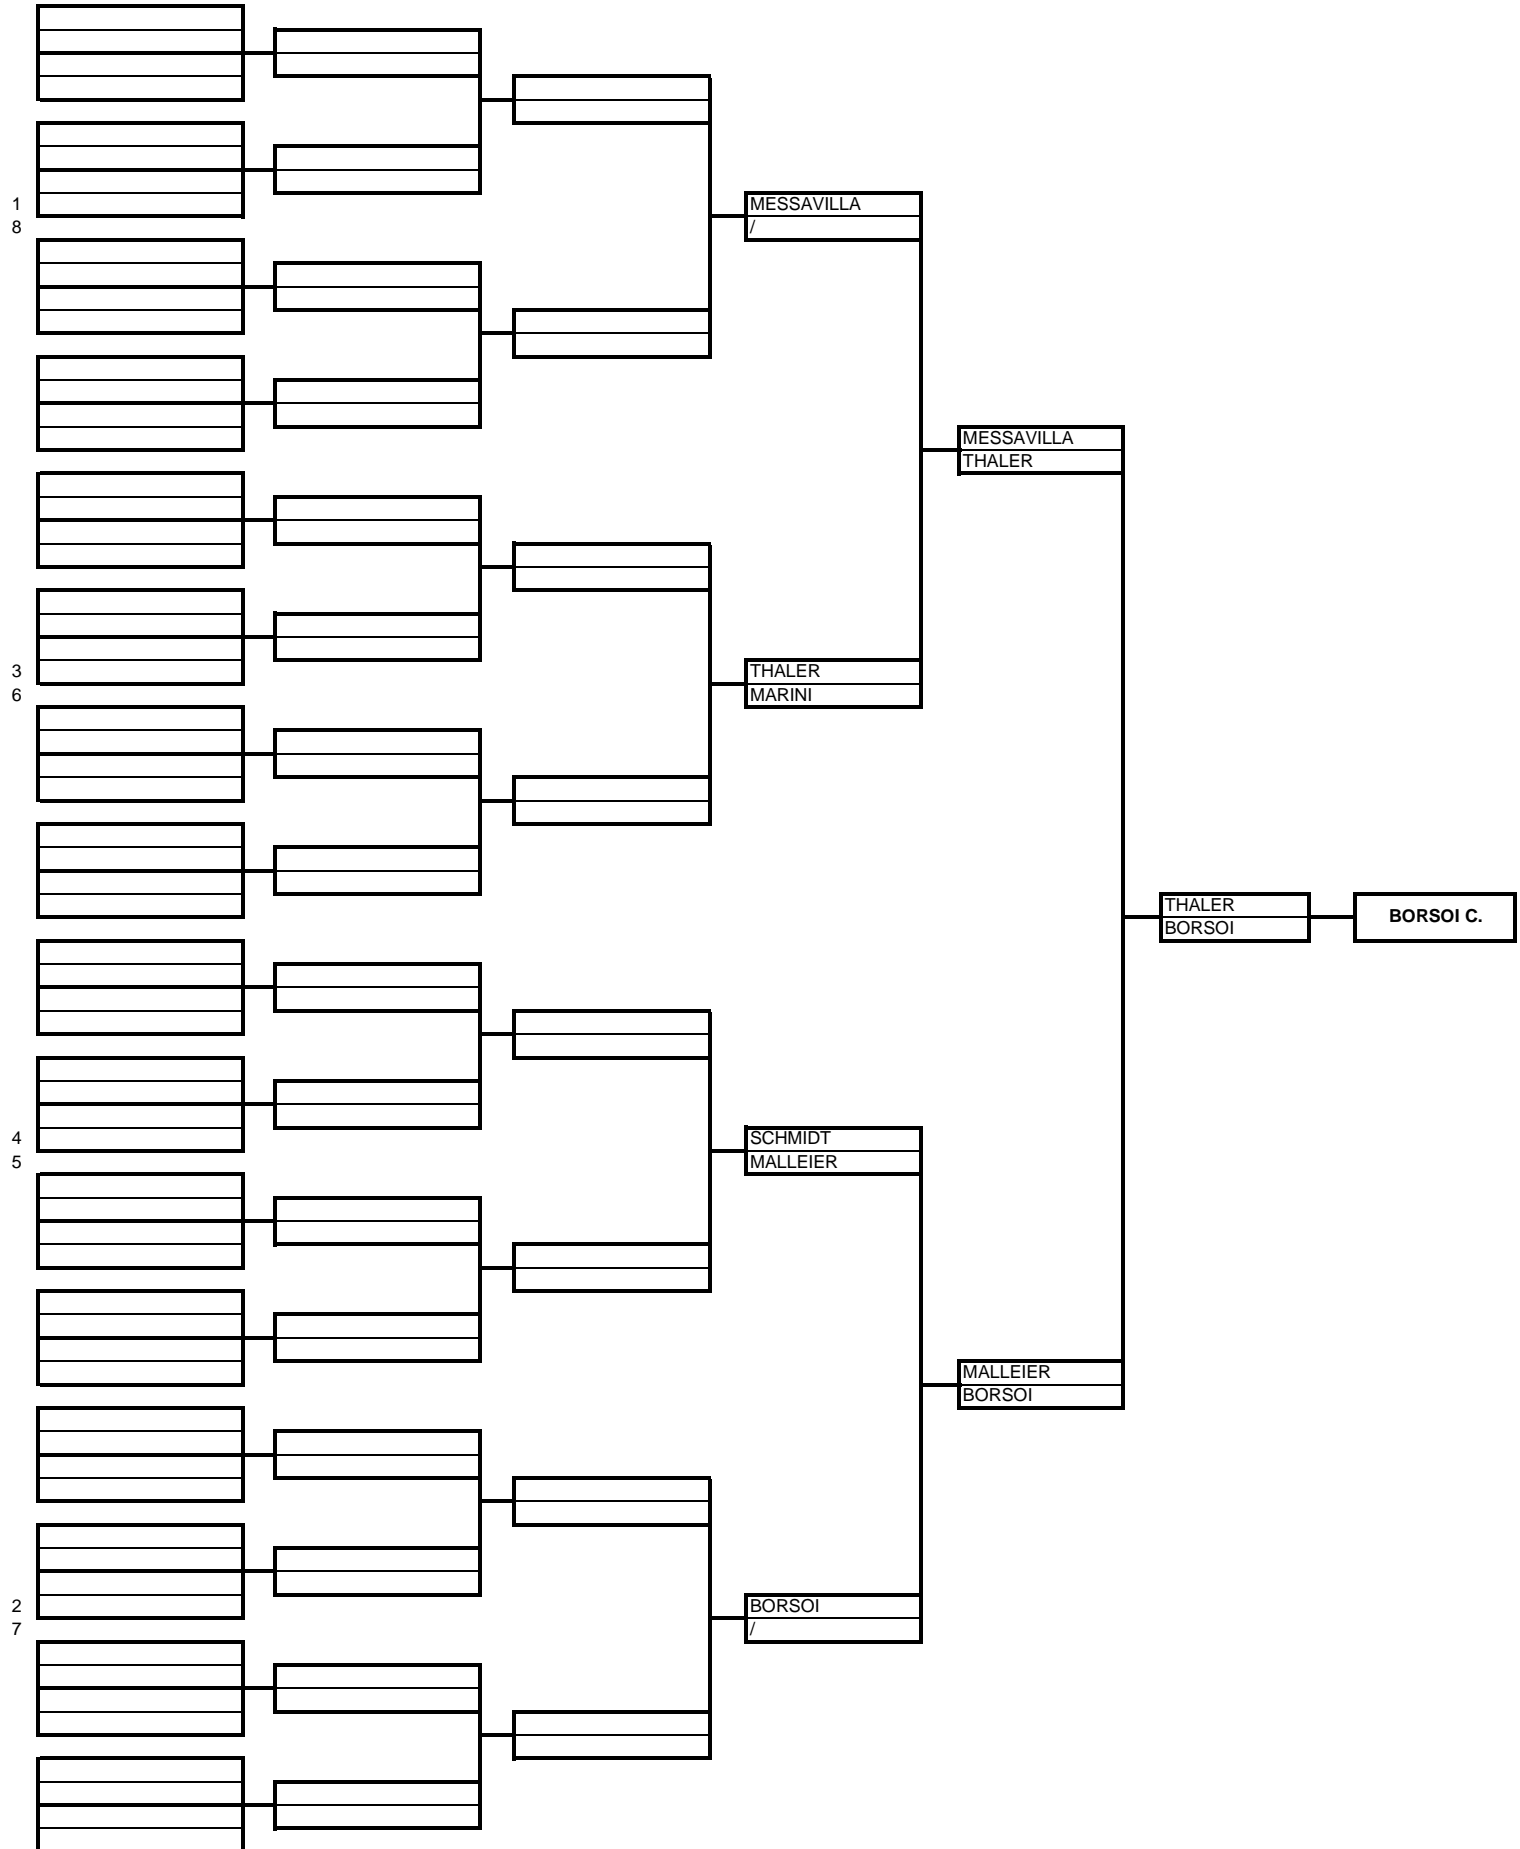 1
8
MESSAVILLA
/
MESSAVILLA
THALER
3
6
THALER
MARINI
THALER
BORSOI
BORSOI C.
4
5
SCHMIDT
MALLEIER
MALLEIER
BORSOI
2
7
BORSOI
/